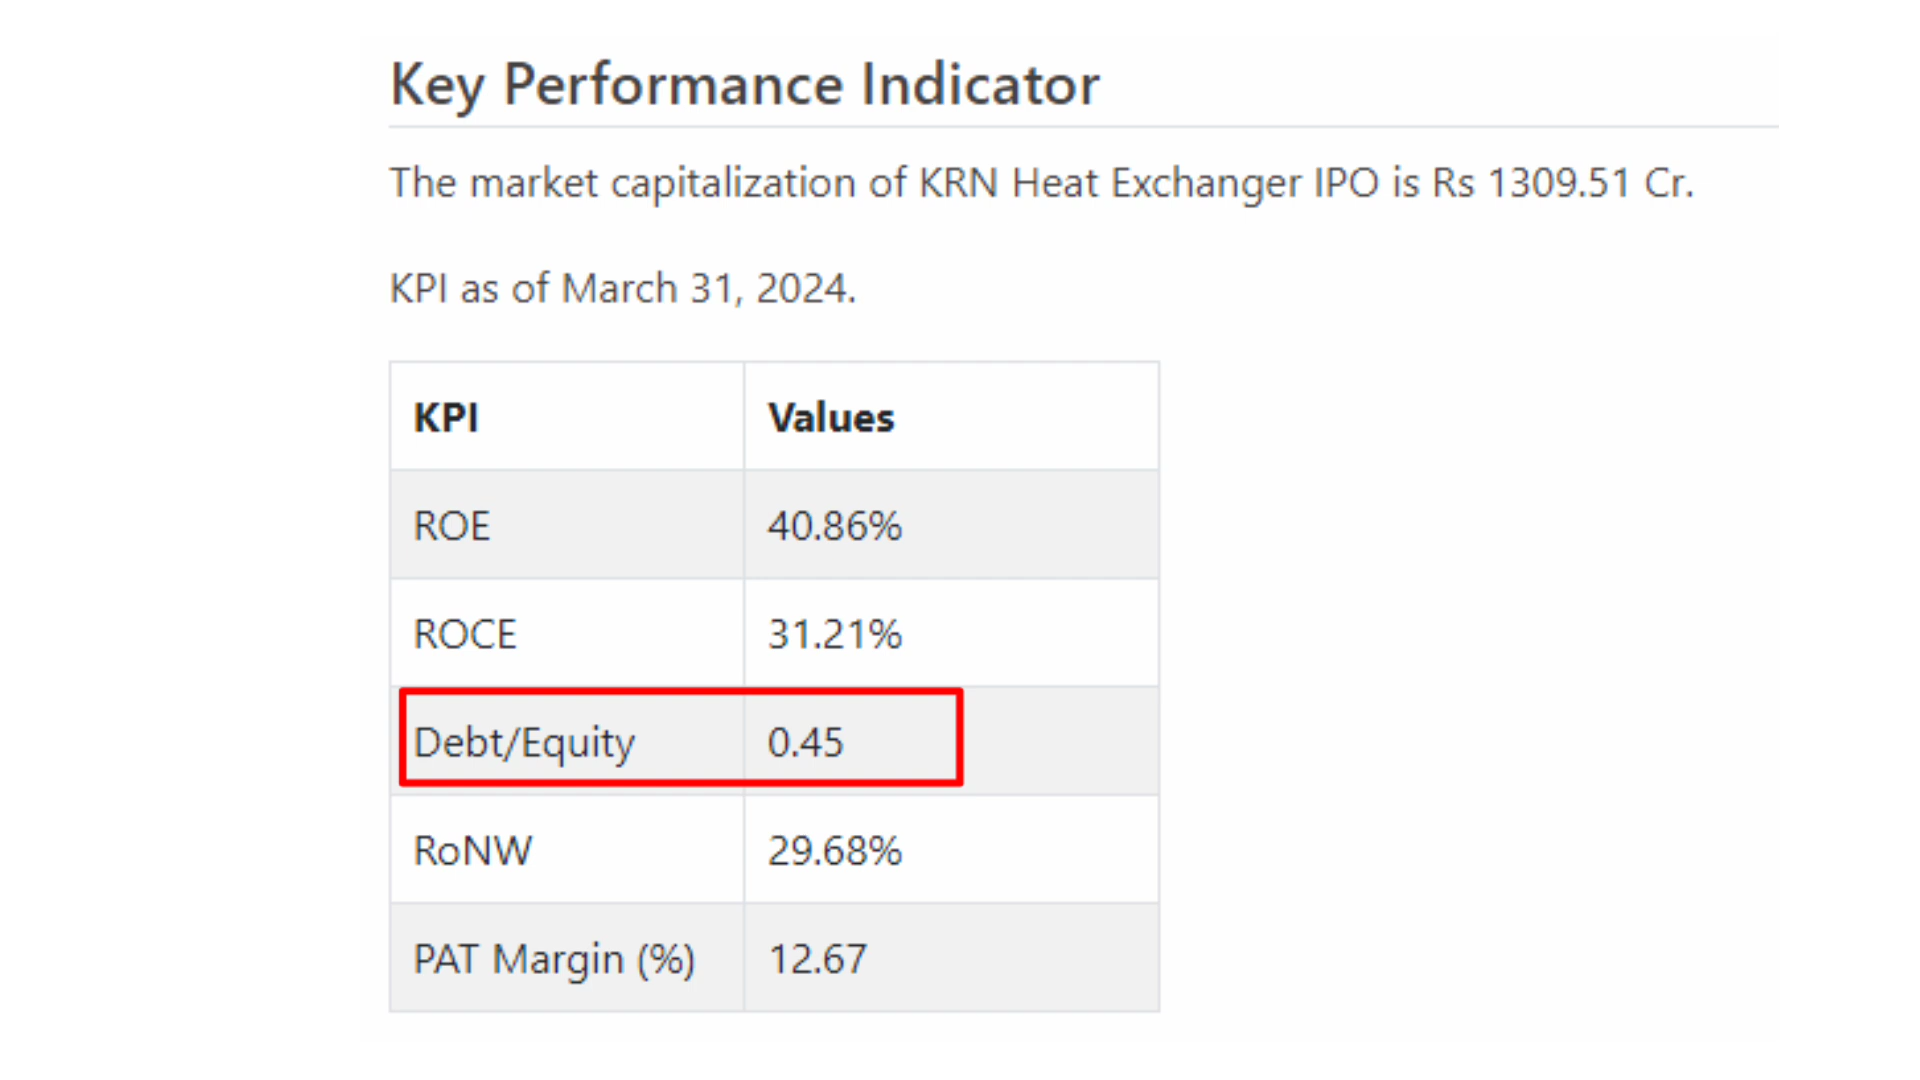 Key Performance Indicator
The market capitalization of KRN Heat Exchanger IPO is Rs 1309.51 Cr.
KPI as of March 31, 2024.
KPI Values
ROE 40.86%
ROCE 31.21%
Debt/Equity 0.45
RoNW 29.68%
PAT Margin (%) 12.67